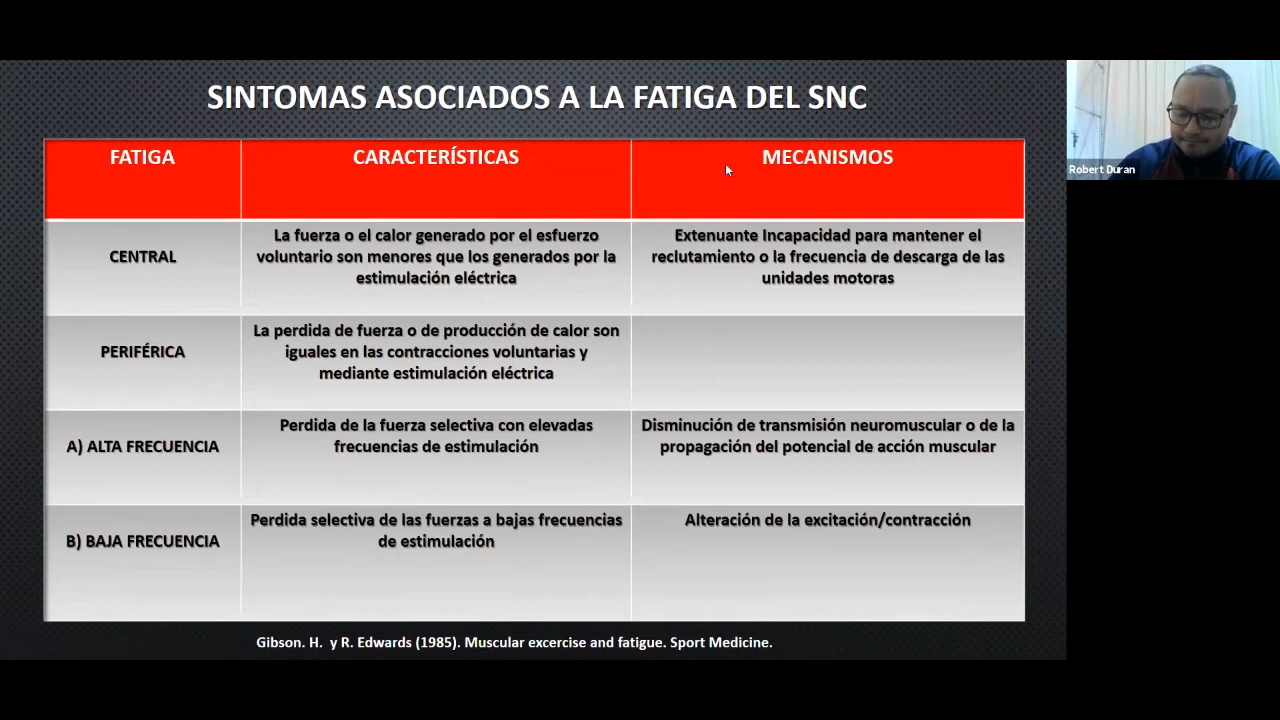 SINTOMAS ASOCIADOS A LA FATIGA DEL SNC
FATIGA
CARACTERÍSTICAS
MECANISMOS
CENTRAL
La fuerza o el calor generado por el esfuerzo
voluntario son menores que los generados por la
estimulación eléctrica
Extenuante Incapacidad para mantener el
reclutamiento o la frecuencia de descarga de las
unidades motoras
PERIFÉRICA
La perdida de fuerza o de producción de calor son
iguales en las contracciones voluntarias y
mediante estimulación eléctrica
A) ALTA FRECUENCIA
Perdida de la fuerza selectiva con elevadas
frecuencias de estimulación
Disminución de transmisión neuromuscular o de la
propagación del potencial de acción muscular
B) BAJA FRECUENCIA
Perdida selectiva de las fuerzas a bajas frecuencias
de estimulación
Alteración de la excitación/contracción
Gibson. H.  y R. Edwards (1985). Muscular excercise and fatigue. Sport Medicine.
Robert Duran